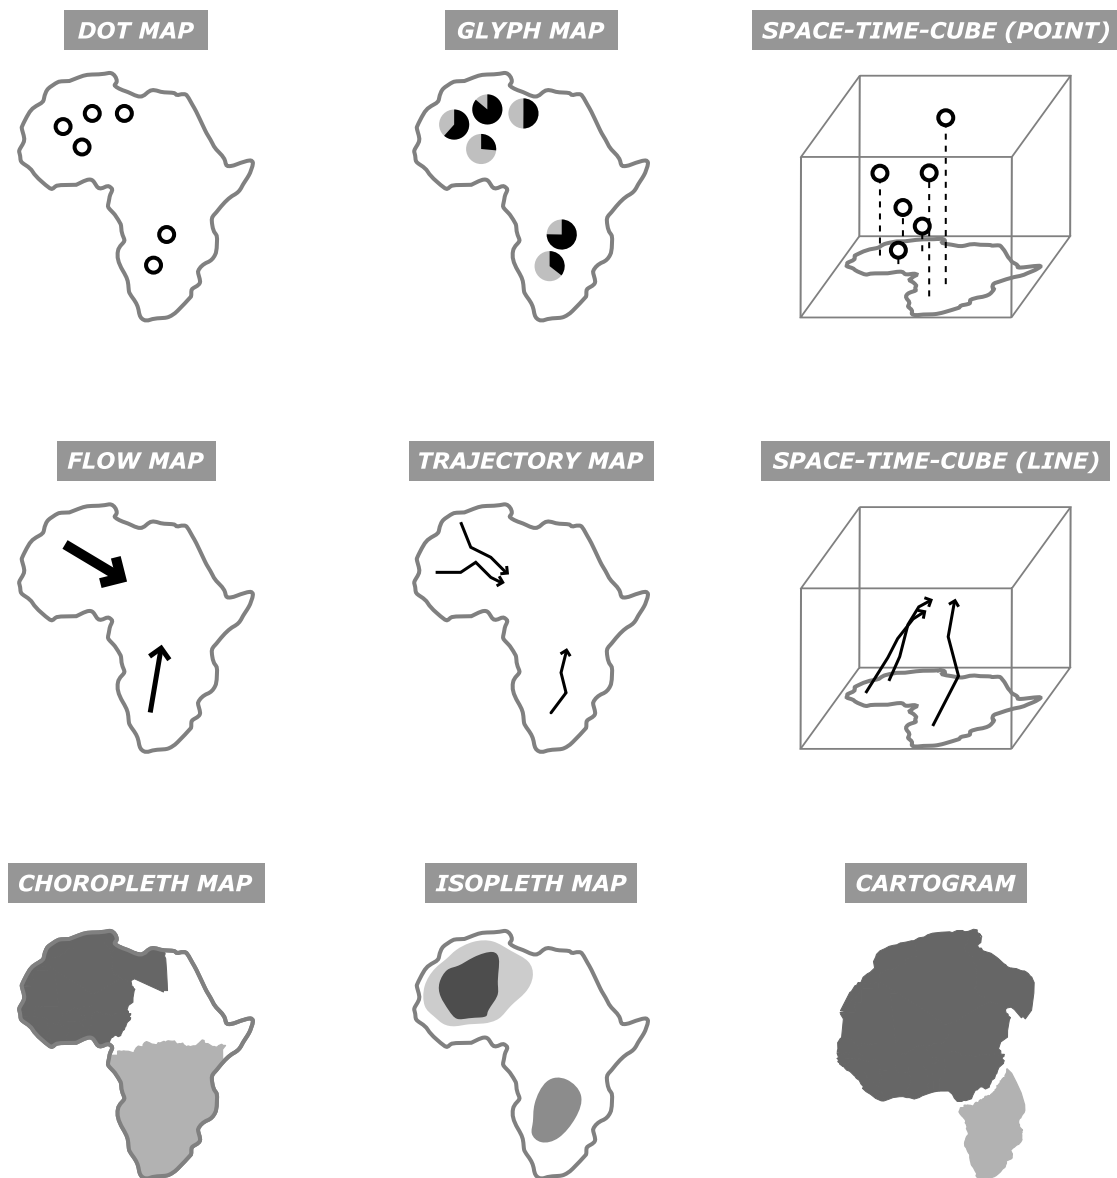 DOT MAP
GLYPH MAP
SPACE-TIME-CUBE (POINT)
FLOW MAP
TRAJECTORY MAP
SPACE-TIME-CUBE (LINE)
CHOROPLETH MAP
ISOPLETH MAP
CARTOGRAM